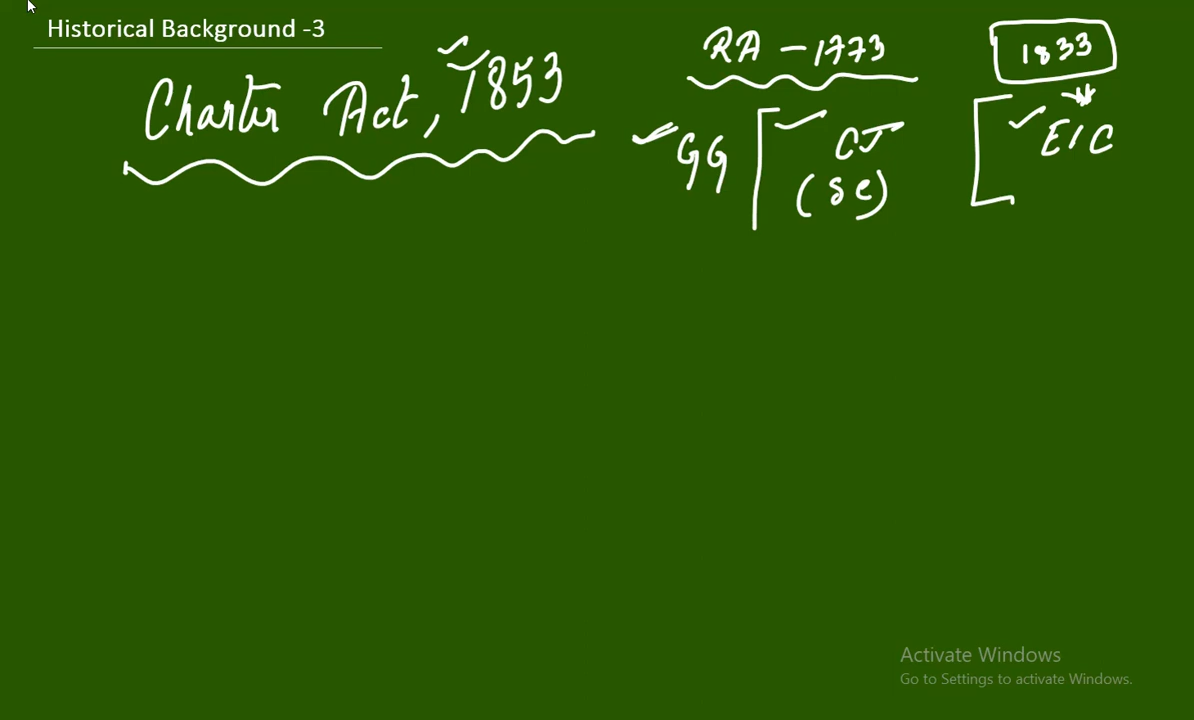 Historical Background -3
Charter Act, 1853
RA - 1773
GG
CJ
(SC)
1833
EIC
Activate Windows
Go to Settings to activate Windows.